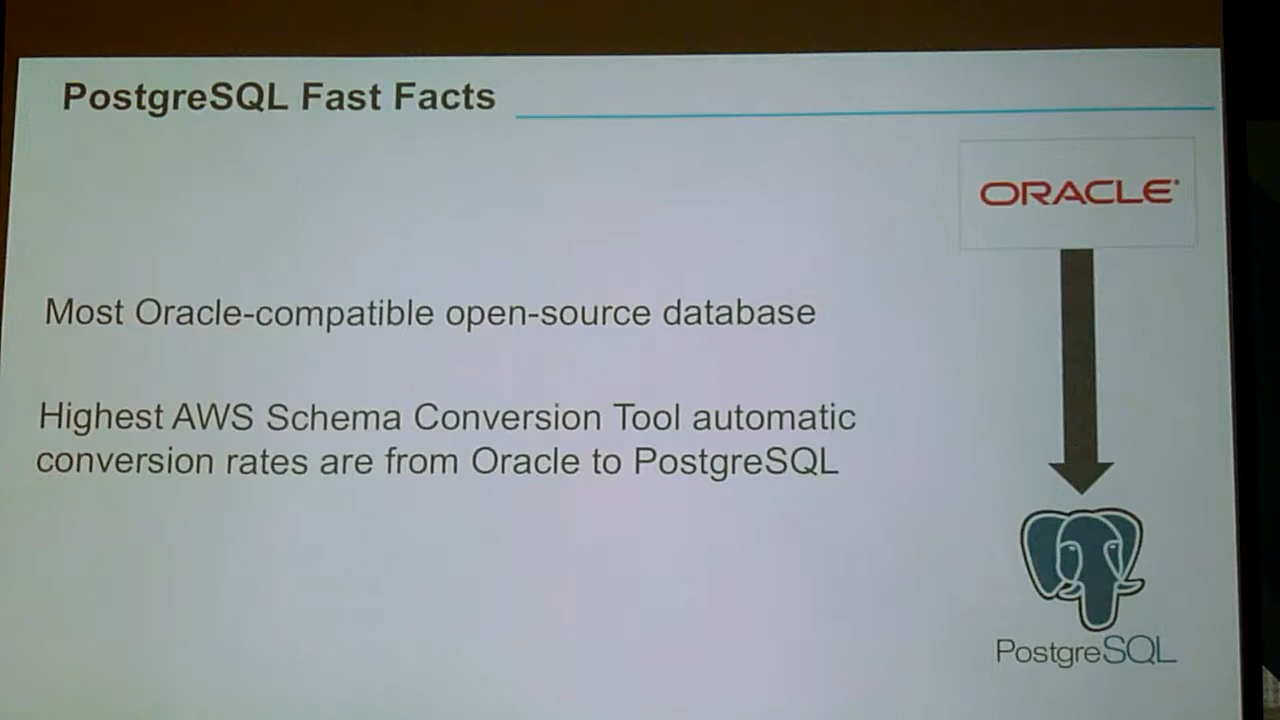 PostgreSQL Fast Facts
ORACLE
Most Oracle-compatible open-source database
Highest AWS Schema Conversion Tool automatic
conversion rates are from Oracle to PostgreSQL
PostgreSQL